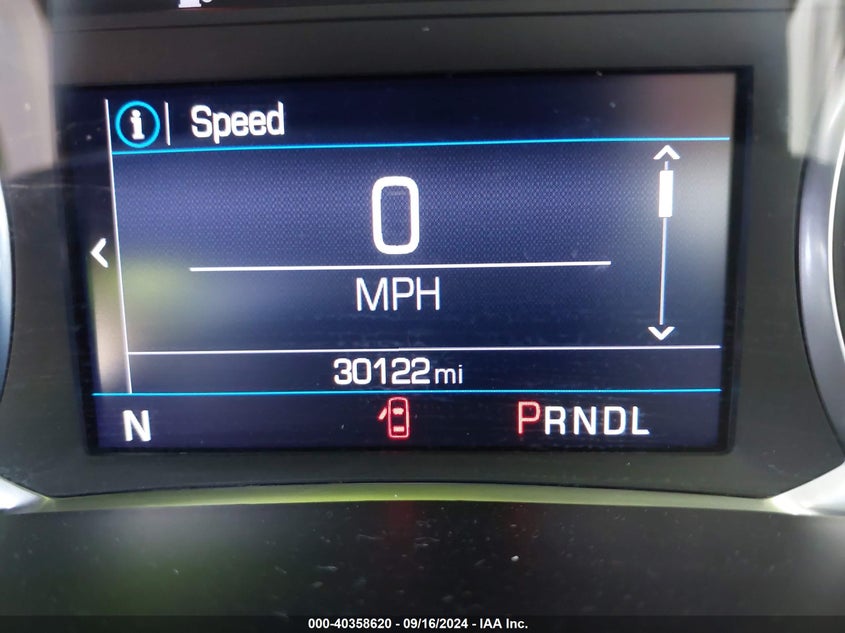 i Speed
0
MPH
30122 mi
N PRNDL
000-40358620 - 09/16/2024 - IAA Inc.